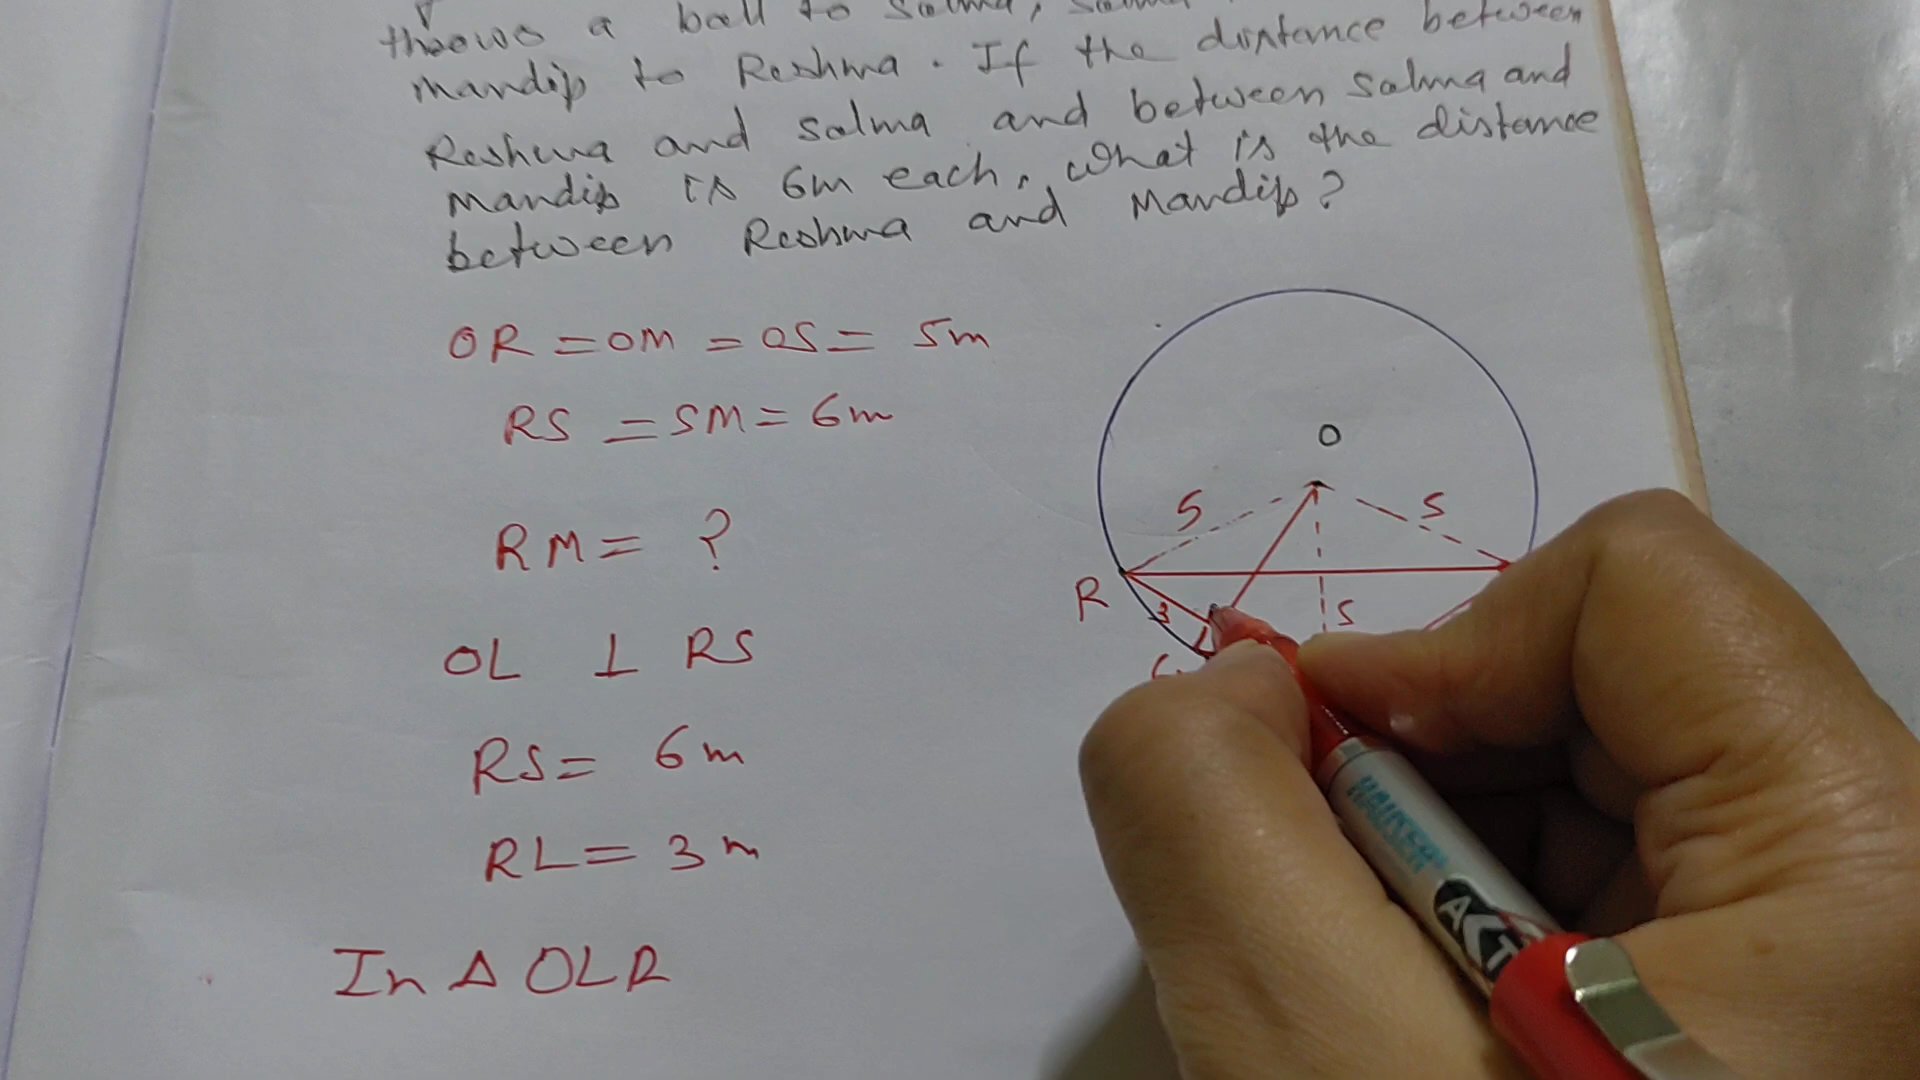 throws a ball to Salma,
Mandip to Reshma. If the distance between
Reshma and Salma and between Salma and
Mandip is 6m each, what is the distance
between Reshma and Mandip?
OR = OM = OS = 5m
RS = SM = 6m
RM = ?
OL ⊥ RS
RS = 6m
RL = 3m
In Δ OLR
O
5
5
R
3
5
L
ACT